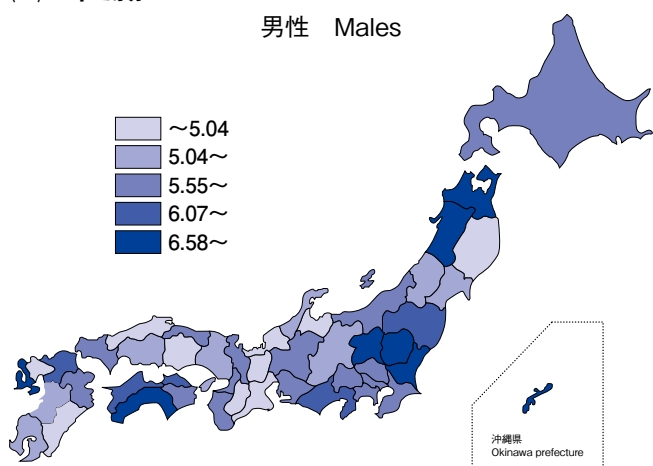 男性 Males
～5.04
5.04～
5.55～
6.07～
6.58～
沖縄県
Okinawa prefecture